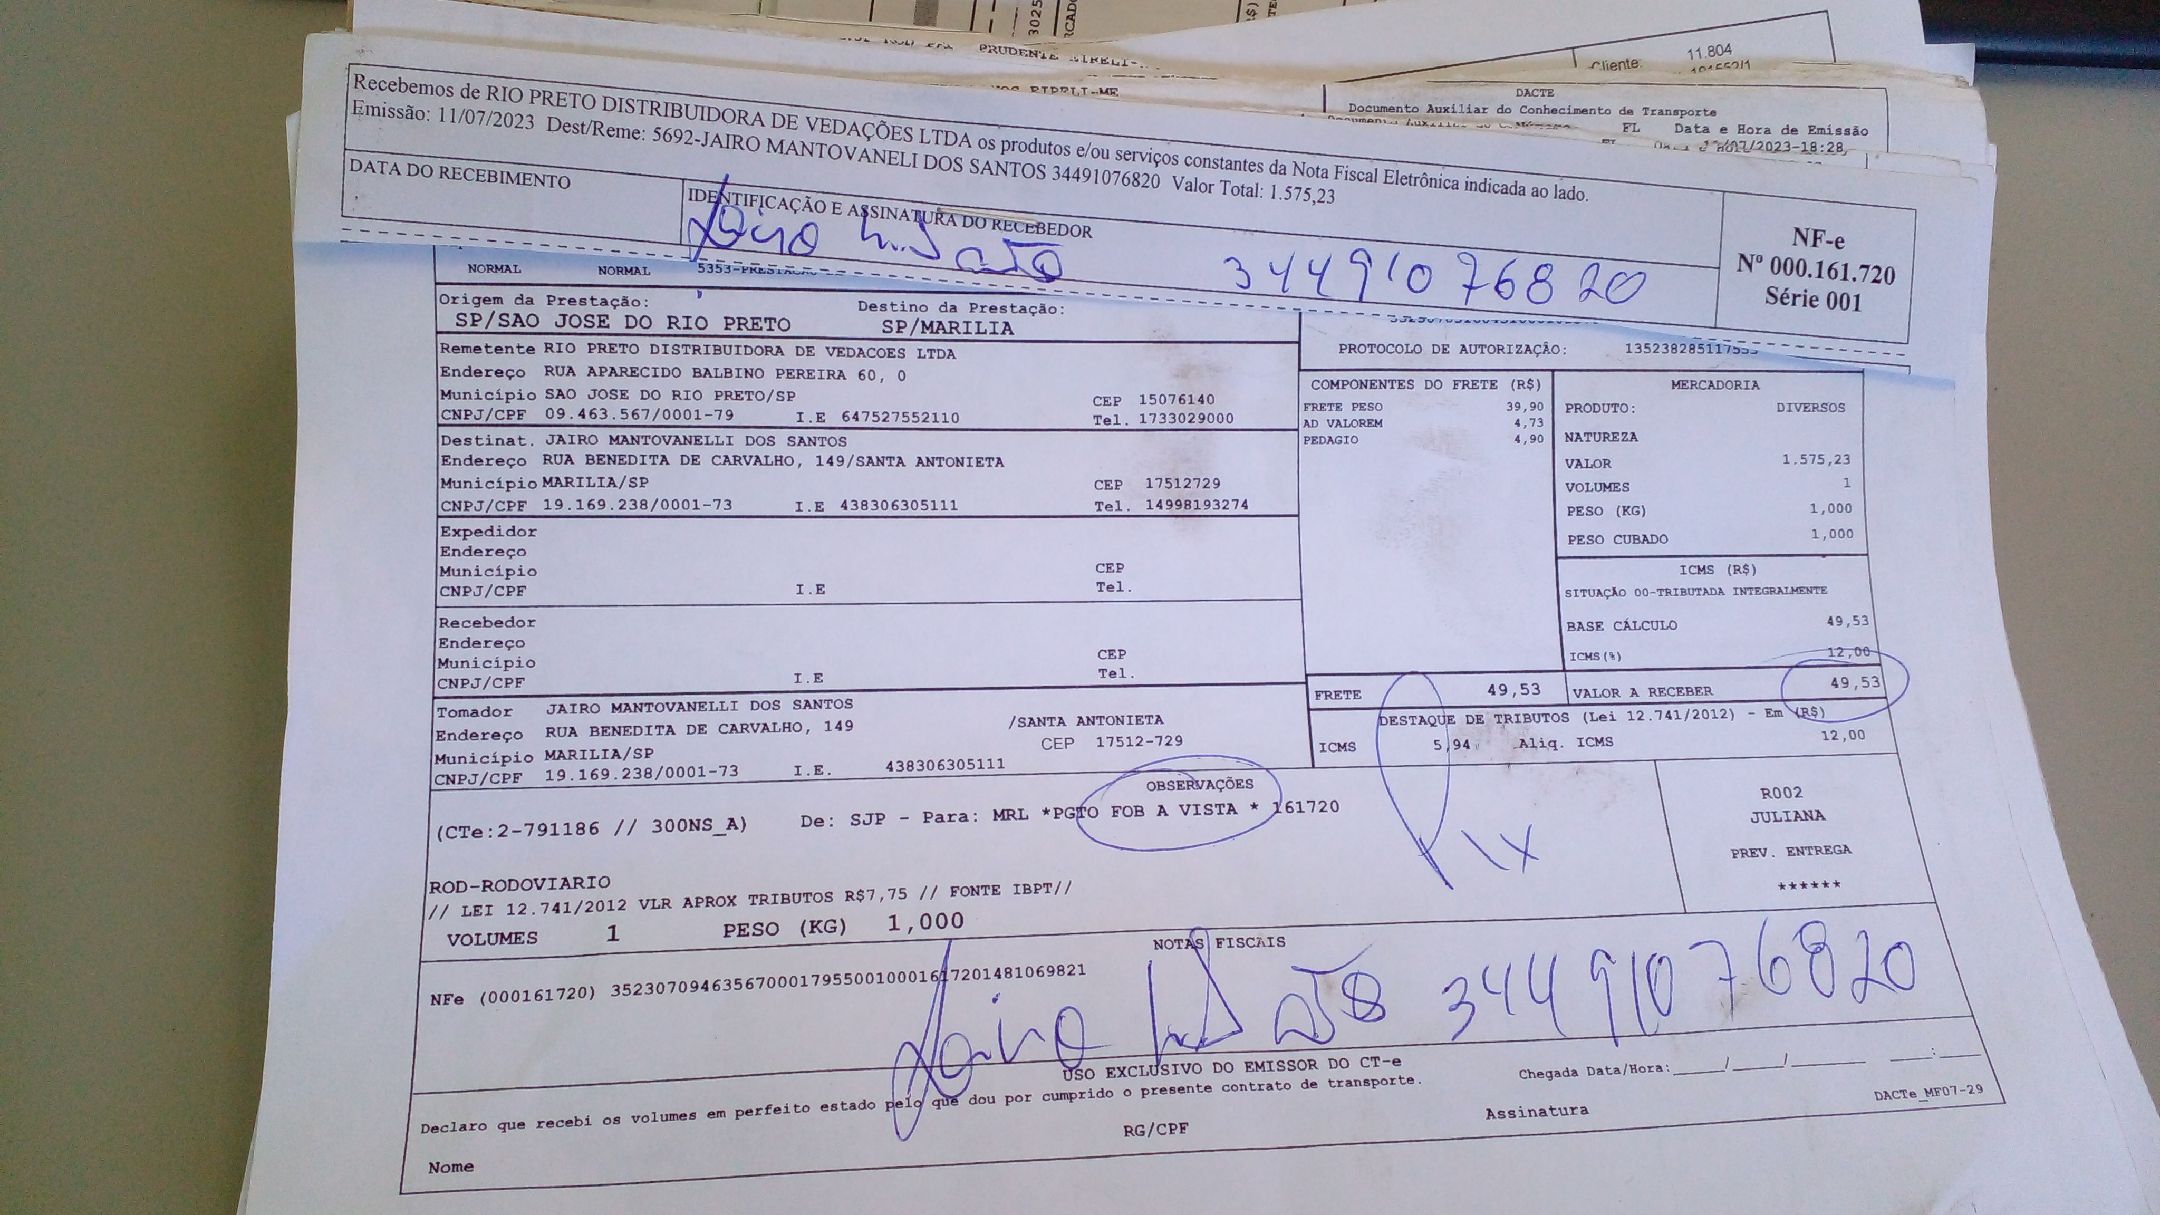 PRUDENTE EIRELI-
Cliente: 11.804
DACTE
Documento Auxiliar do Conhecimento de Transporte
FL Data e Hora de Emissão
/07/2023-18:28
Recebemos de RIO PRETO DISTRIBUIDORA DE VEDAÇÕES LTDA os produtos e/ou serviços constantes da Nota Fiscal Eletrônica indicada ao lado.
Emissão: 11/07/2023 Dest/Reme: 5692-JAIRO MANTOVANELI DOS SANTOS 34491076820 Valor Total: 1.575,23
DATA DO RECEBIMENTO
IDENTIFICAÇÃO E ASSINATURA DO RECEBEDOR
Jairo 34491076820
NF-e
Nº 000.161.720
Série 001
NORMAL NORMAL
Origem da Prestação: Destino da Prestação:
SP/SAO JOSE DO RIO PRETO SP/MARILIA
PROTOCOLO DE AUTORIZAÇÃO:
Remetente RIO PRETO DISTRIBUIDORA DE VEDACOES LTDA
Endereço RUA APARECIDO BALBINO PEREIRA 60, 0
Município SAO JOSE DO RIO PRETO/SP CEP 15076140
CNPJ/CPF 09.463.567/0001-79 I.E 647527552110 Tel. 1733029000
Destinat. JAIRO MANTOVANELLI DOS SANTOS
Endereço RUA BENEDITA DE CARVALHO, 149/SANTA ANTONIETA
Município MARILIA/SP CEP 17512729
CNPJ/CPF 19.169.238/0001-73 I.E 438306305111 Tel. 14998193274
Expedidor
Endereço
Município CEP
CNPJ/CPF I.E Tel.
Recebedor
Endereço
Município CEP
CNPJ/CPF I.E Tel.
Tomador JAIRO MANTOVANELLI DOS SANTOS
Endereço RUA BENEDITA DE CARVALHO, 149 /SANTA ANTONIETA
Município MARILIA/SP CEP 17512-729
CNPJ/CPF 19.169.238/0001-73 I.E. 438306305111
COMPONENTES DO FRETE (R$)
FRETE PESO 39,90
AD VALOREM 4,73
PEDAGIO 4,90
MERCADORIA
PRODUTO: DIVERSOS
NATUREZA
VALOR 1,575,23
VOLUMES 1
PESO (KG) 1,000
PESO CUBADO 1,000
ICMS (R$)
SITUAÇÃO 00-TRIBUTADA INTEGRALMENTE
BASE CÁLCULO 49,53
ICMS(%) 12,00
FRETE 49,53 VALOR A RECEBER 49,53
DESTAQUE DE TRIBUTOS (Lei 12.741/2012) - Em (R$)
ICMS 5,94 Aliq. ICMS 12,00
OBSERVAÇÕES
(CTe:2-791186 // 300NS_A) De: SJP - Para: MRL *PGTO FOB A VISTA * 161720
Pix
R002
JULIANA
PREV. ENTREGA
******
ROD-RODOVIARIO
// LEI 12.741/2012 VLR APROX TRIBUTOS R$7,75 // FONTE IBPT//
VOLUMES 1 PESO (KG) 1,000
NOTAS FISCAIS
NFe (000161720) 35230709463567000179550010001617201481069821
Jairo 34491076820
USO EXCLUSIVO DO EMISSOR DO CT-e
Declaro que recebi os volumes em perfeito estado pelo que dou por cumprido o presente contrato de transporte.
Chegada Data/Hora:_____/_____/_______ ____:____
Nome RG/CPF Assinatura
DACTe_MF07-29